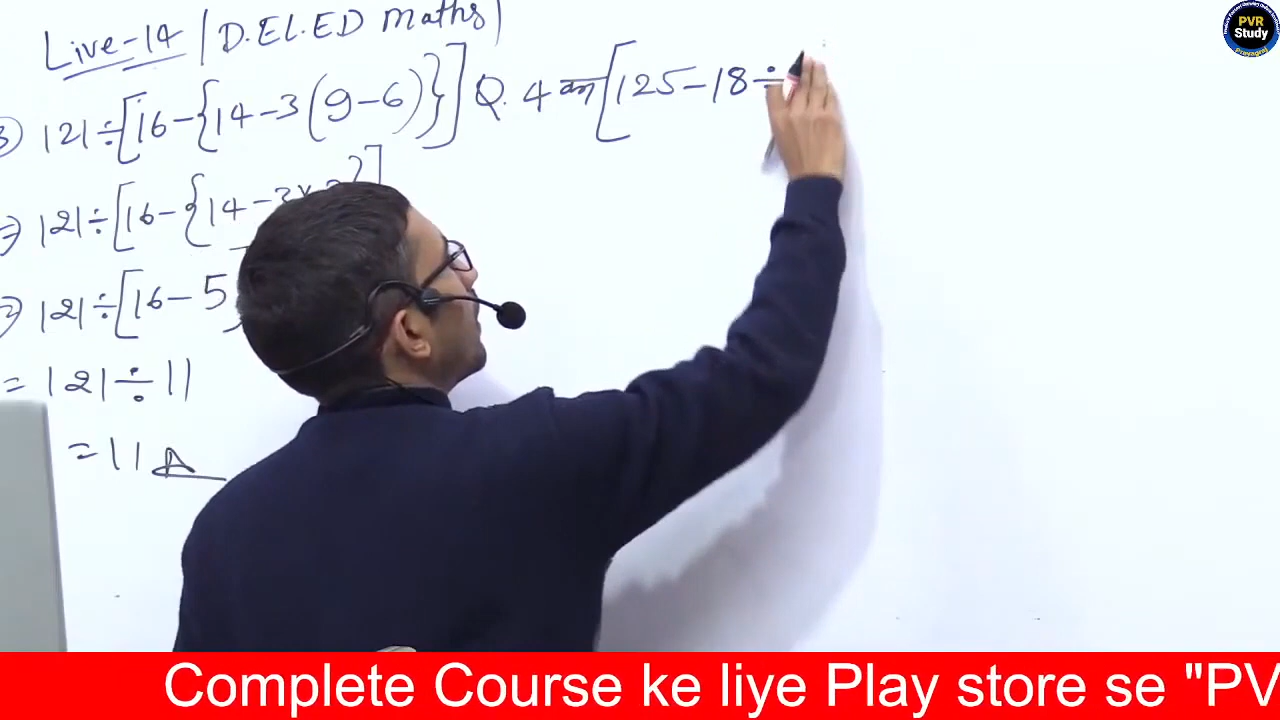 Live-14 | D.EL.ED Maths |
3) 121÷[16-{14-3(9-6)}]
⇒ 121÷[16-{14-3×
⇒ 121÷[16-5
= 121÷11
=11 A
Q. 4 का [125-18÷
PVR
Study
Prayagraj
Complete Course ke liye Play store se "PV